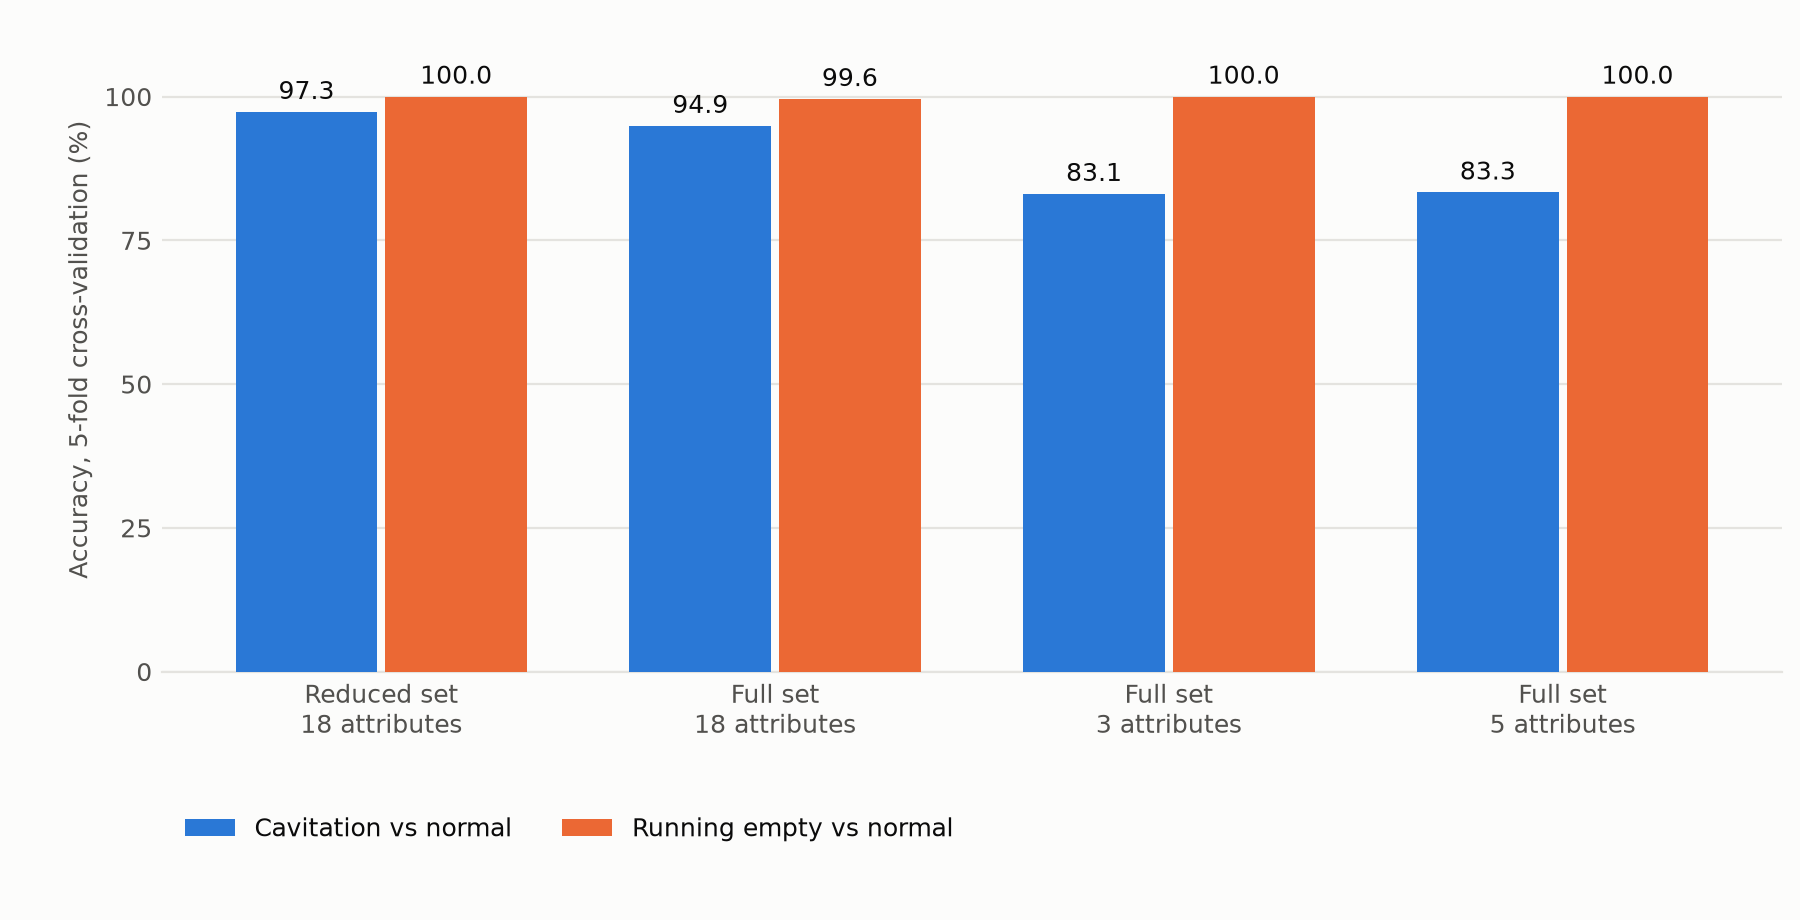 Accuracy, 5-fold cross-validation (%)
100
75
50
25
0
97.3
100.0
94.9
99.6
83.1
100.0
83.3
100.0
Reduced set
18 attributes
Full set
18 attributes
Full set
3 attributes
Full set
5 attributes
Cavitation vs normal
Running empty vs normal